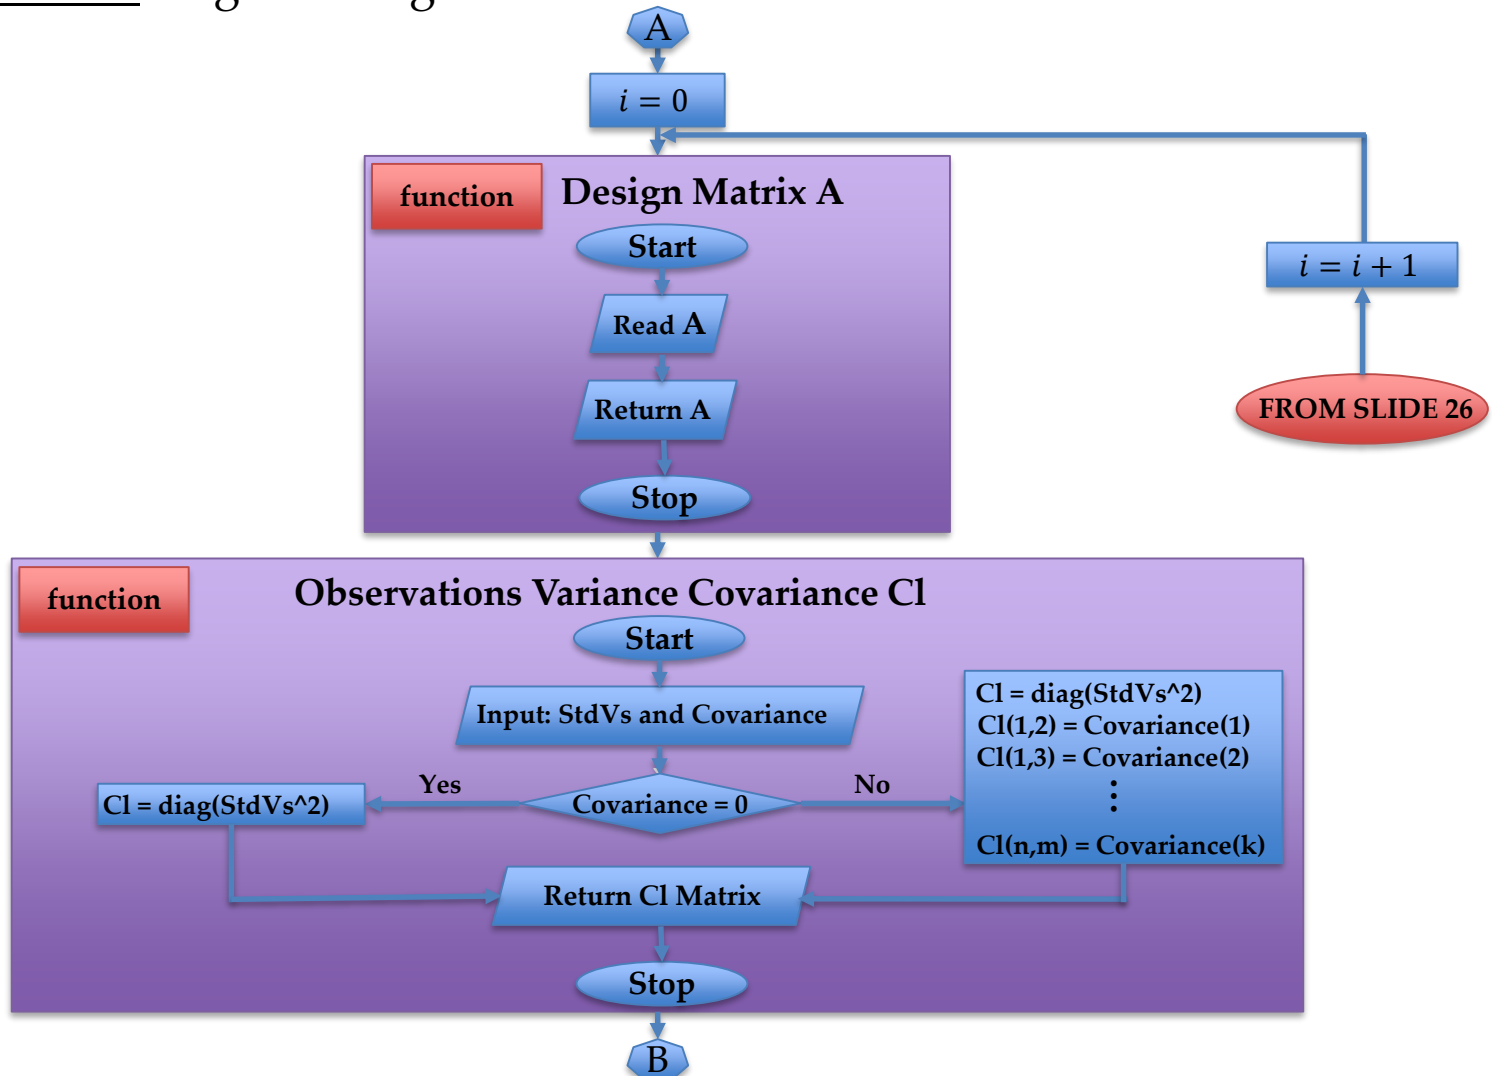 A
i = 0
function
Design Matrix A
Start
Read A
Return A
Stop
i = i + 1
FROM SLIDE 26
function
Observations Variance Covariance Cl
Start
Input: StdVs and Covariance
Covariance = 0
Yes
No
Cl = diag(StdVs^2)
Cl = diag(StdVs^2)
Cl(1,2) = Covariance(1)
Cl(1,3) = Covariance(2)
⋮
Cl(n,m) = Covariance(k)
Return Cl Matrix
Stop
B